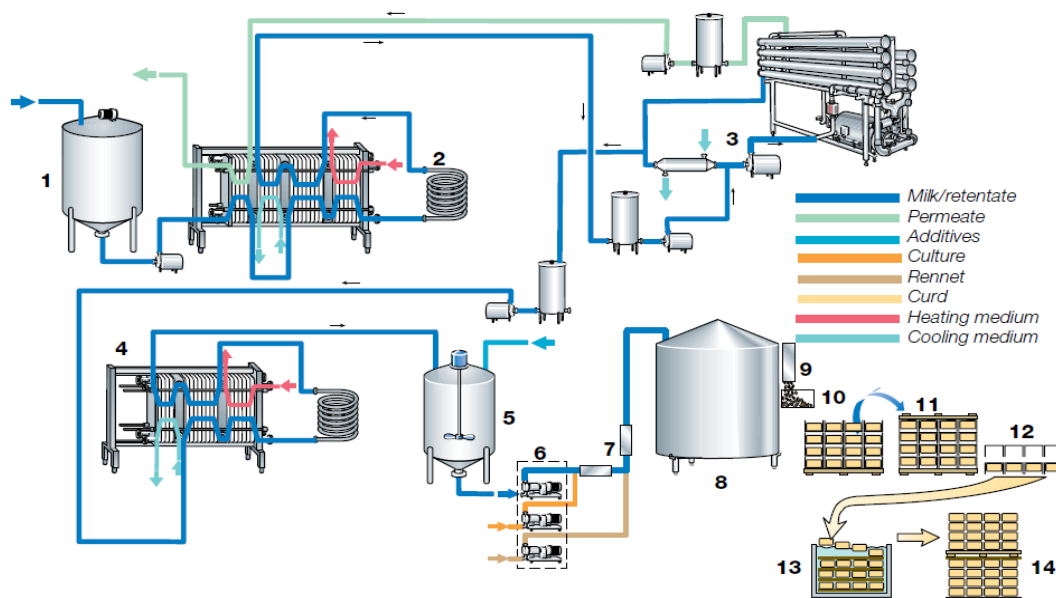 1
2
3
Milk/retentate
Permeate
Additives
Culture
Rennet
Curd
Heating medium
Cooling medium
4
5
6
7
8
9
10
11
12
13
14